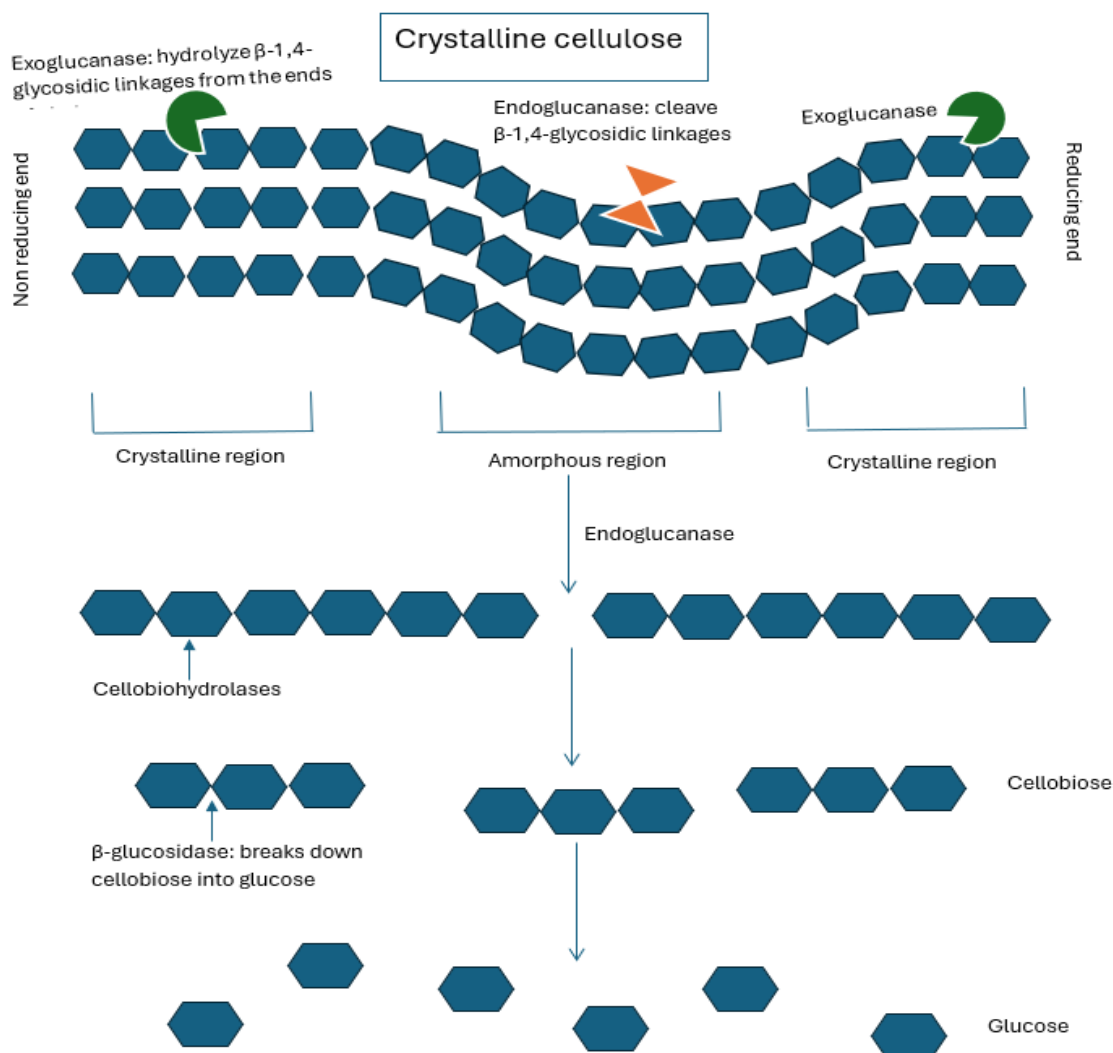 Crystalline cellulose
Exoglucanase: hydrolyze β-1,4-
glycosidic linkages from the ends
Endoglucanase: cleave
β-1,4-glycosidic linkages
Exoglucanase
Non reducing end
Reducing end
Crystalline region
Amorphous region
Crystalline region
Endoglucanase
Cellobiohydrolases
Cellobiose
β-glucosidase: breaks down
cellobiose into glucose
Glucose